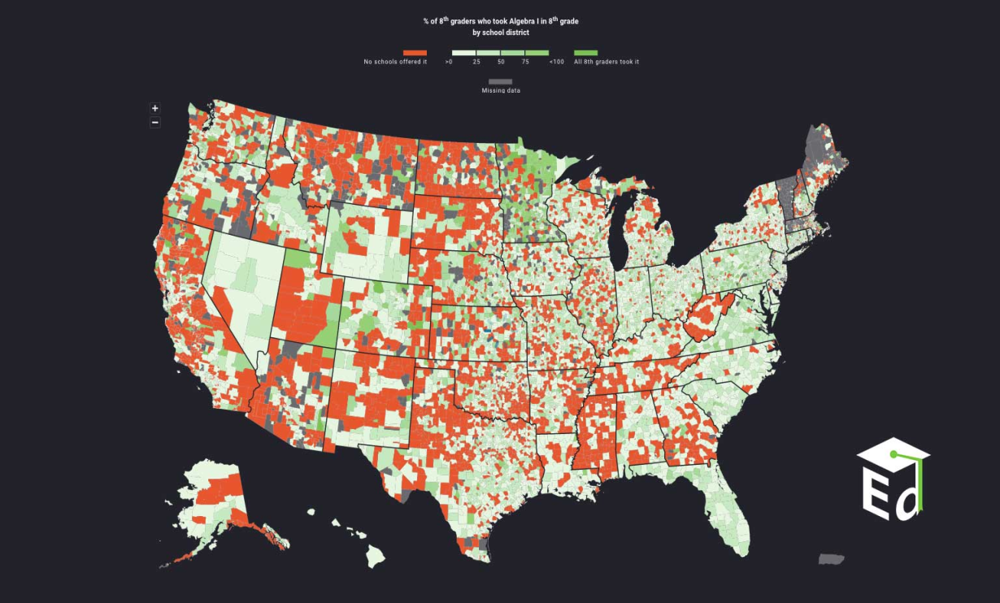 % of 8th graders who took Algebra I in 8th grade
by school district
No schools offered it >0 25 50 75 <100 All 8th graders took it
Missing data
+
−
Ed